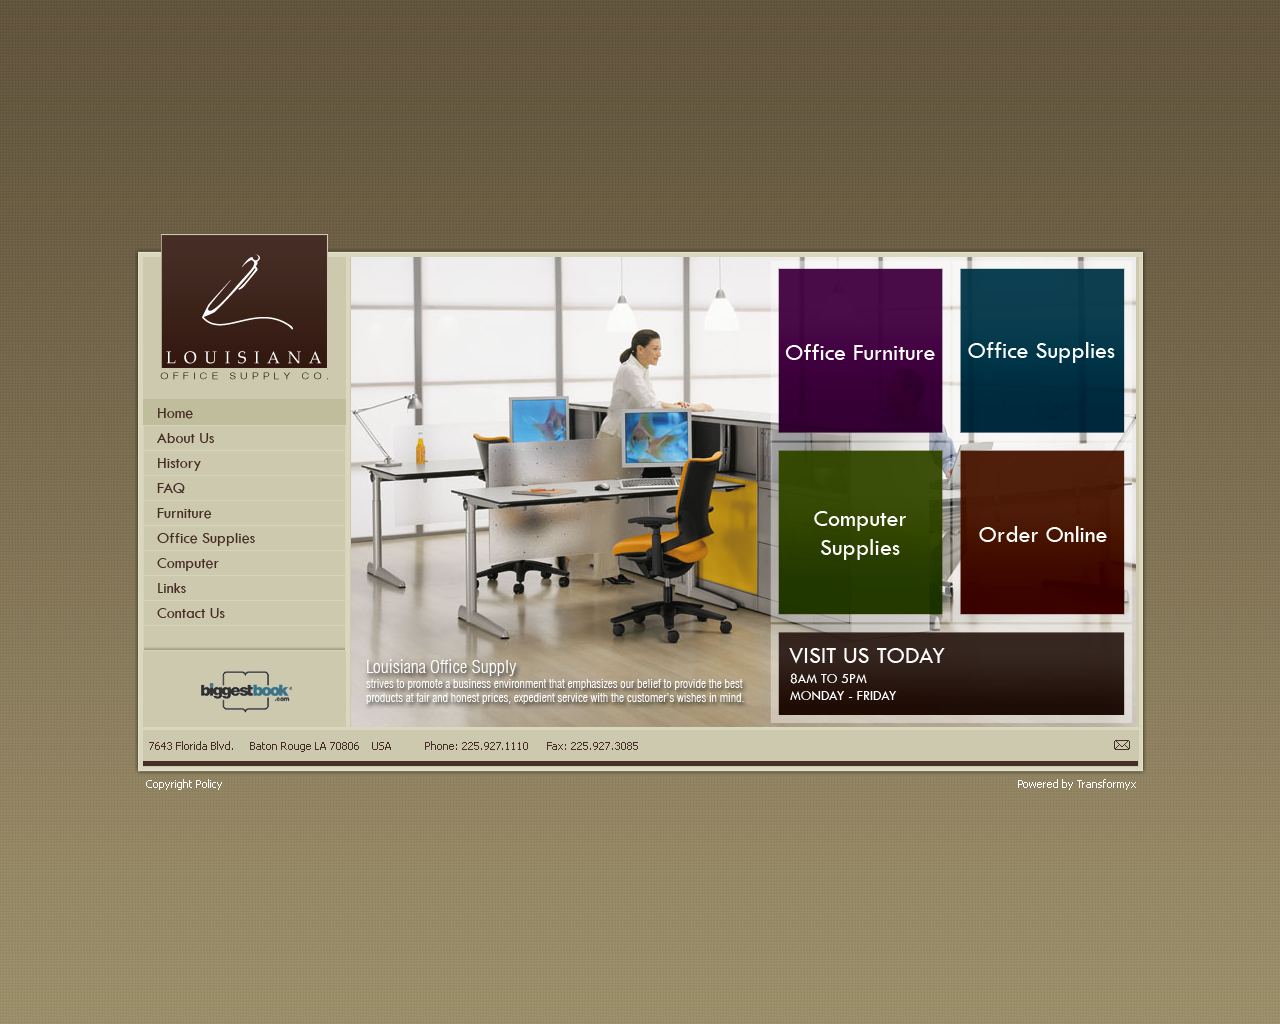 LOUISIANA
OFFICE SUPPLY CO.
Home
About Us
History
FAQ
Furniture
Office Supplies
Computer
Links
Contact Us
biggestbook
.com
Louisiana Office Supply
strives to promote a business environment that emphasizes our belief to provide the best
products at fair and honest prices, expedient service with the customer's wishes in mind.
Office Furniture
Office Supplies
Computer
Supplies
Order Online
VISIT US TODAY
8AM TO 5PM
MONDAY - FRIDAY
7643 Florida Blvd. Baton Rouge LA 70806 USA Phone: 225.927.1110 Fax: 225.927.3085
Copyright Policy
Powered by Transformyx